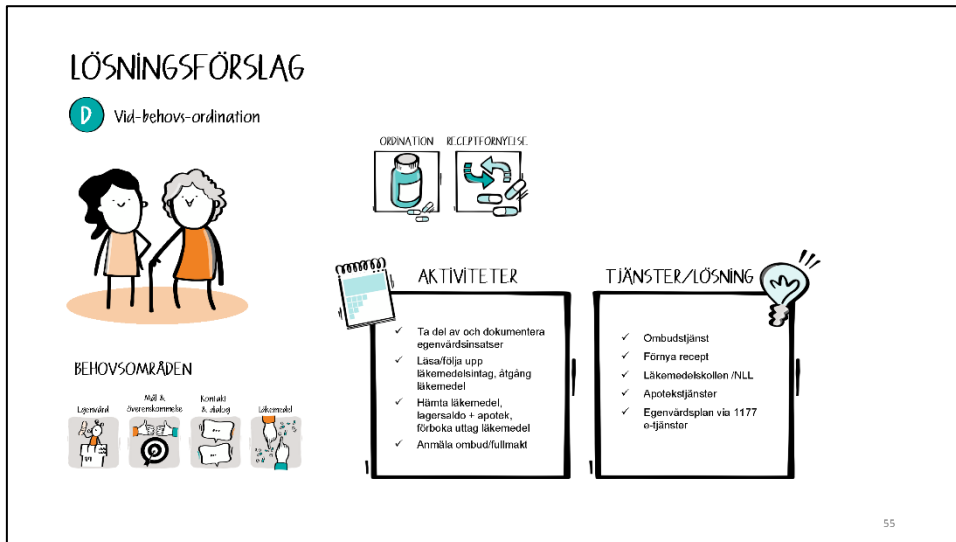 LÖSNINGSFÖRSLAG
D Vid-behovs-ordination
ORDINATION
RECEPTFÖRNYELSE
AKTIVITETER
✓ Ta del av och dokumentera
egenvårdsinsatser
✓ Läsa/följa upp
läkemedelsintag, åtgång
läkemedel
✓ Hämta läkemedel,
lagersaldo + apotek,
förboka uttag läkemedel
✓ Anmäla ombud/fullmakt
TJÄNSTER/LÖSNING
✓ Ombudstjänst
✓ Förnya recept
✓ Läkemedelskollen /NLL
✓ Apotekstjänster
✓ Egenvårdsplan via 1177
e-tjänster
BEHOVSOMRÅDEN
Egenvård
Mål &
överenskommelse
Kontakt
& dialog
Läkemedel
55